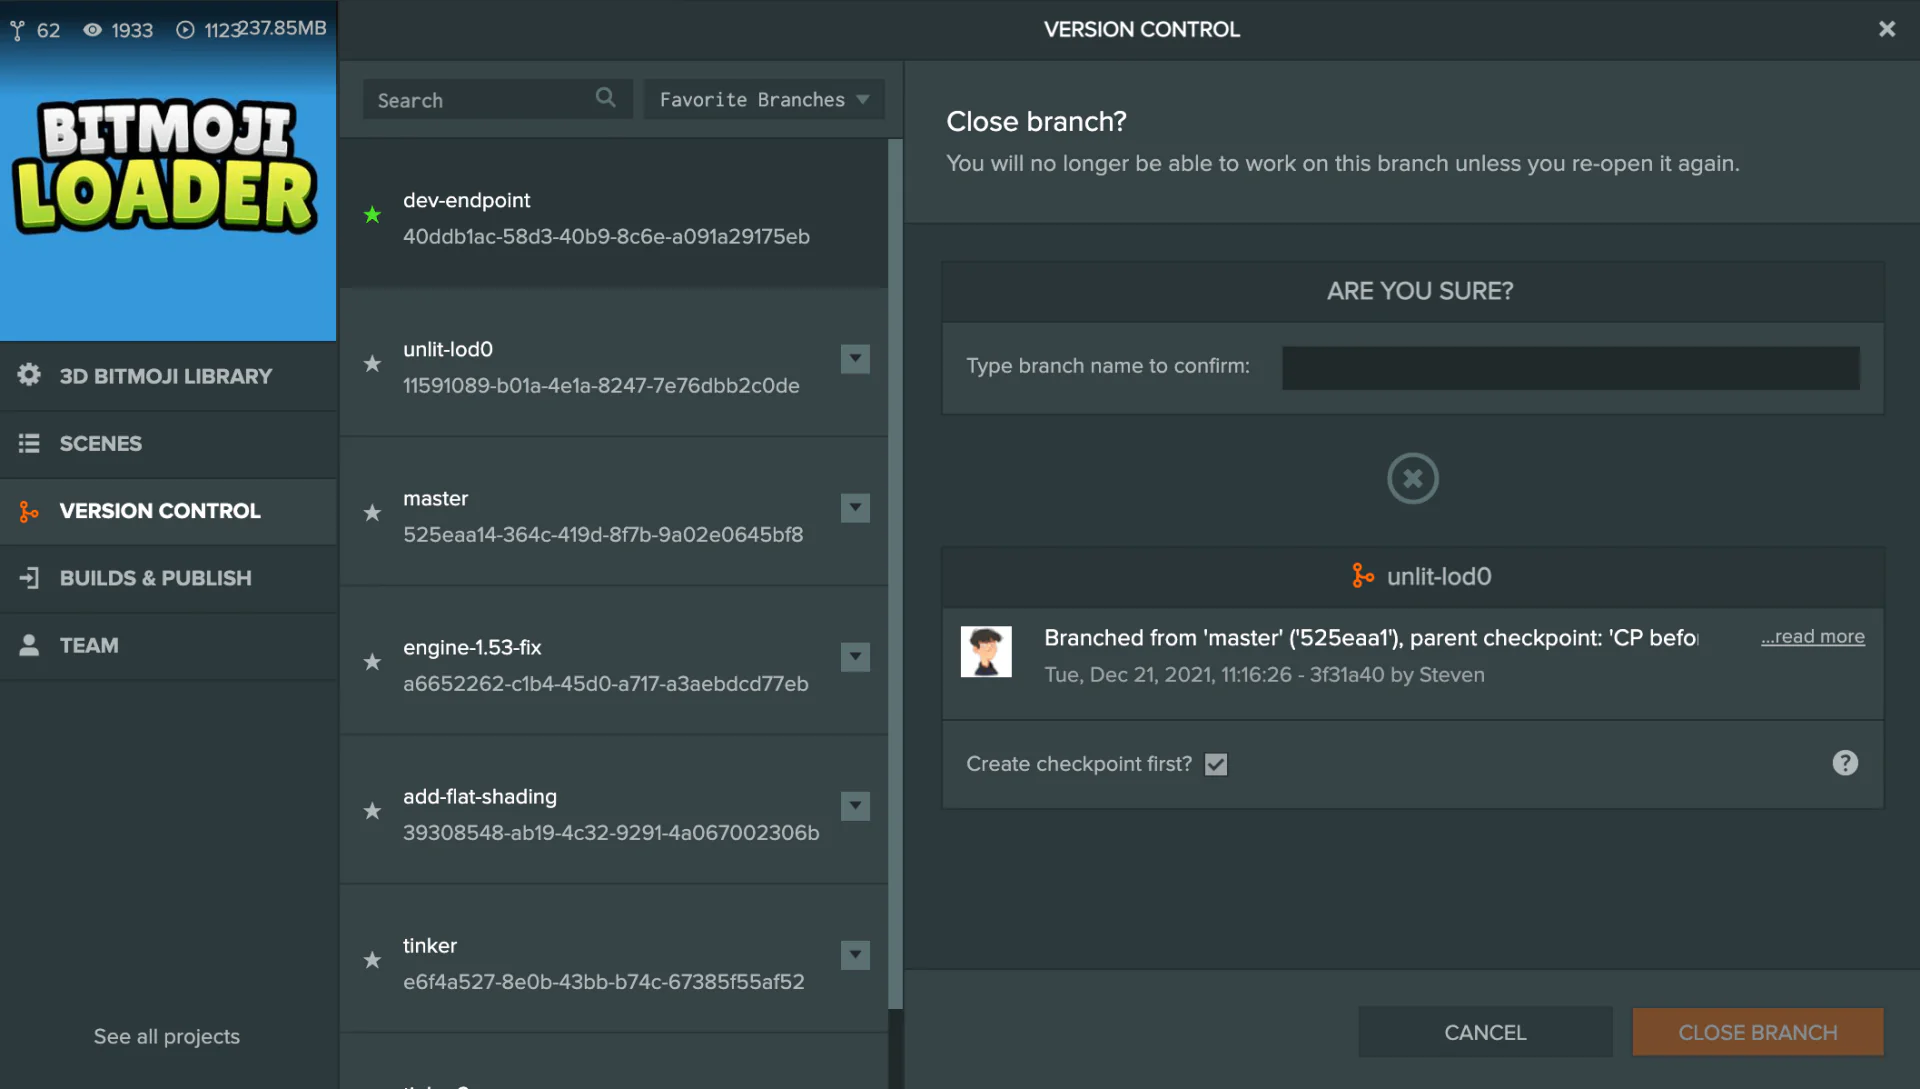 62 1933 1123 237.85MB
BITMOJI
LOADER
3D BITMOJI LIBRARY
SCENES
VERSION CONTROL
BUILDS & PUBLISH
TEAM
See all projects
VERSION CONTROL
Search
Favorite Branches
dev-endpoint
40ddb1ac-58d3-40b9-8c6e-a091a29175eb
unlit-lod0
11591089-b01a-4e1a-8247-7e76dbb2c0de
master
525eaa14-364c-419d-8f7b-9a02e0645bf8
engine-1.53-fix
a6652262-c1b4-45d0-a717-a3aebdcd77eb
add-flat-shading
39308548-ab19-4c32-9291-4a067002306b
tinker
e6f4a527-8e0b-43bb-b74c-67385f55af52
Close branch?
You will no longer be able to work on this branch unless you re-open it again.
ARE YOU SURE?
Type branch name to confirm:
unlit-lod0
Branched from 'master' ('525eaa1'), parent checkpoint: 'CP befo
...read more
Tue, Dec 21, 2021, 11:16:26 - 3f31a40 by Steven
Create checkpoint first?
CANCEL
CLOSE BRANCH